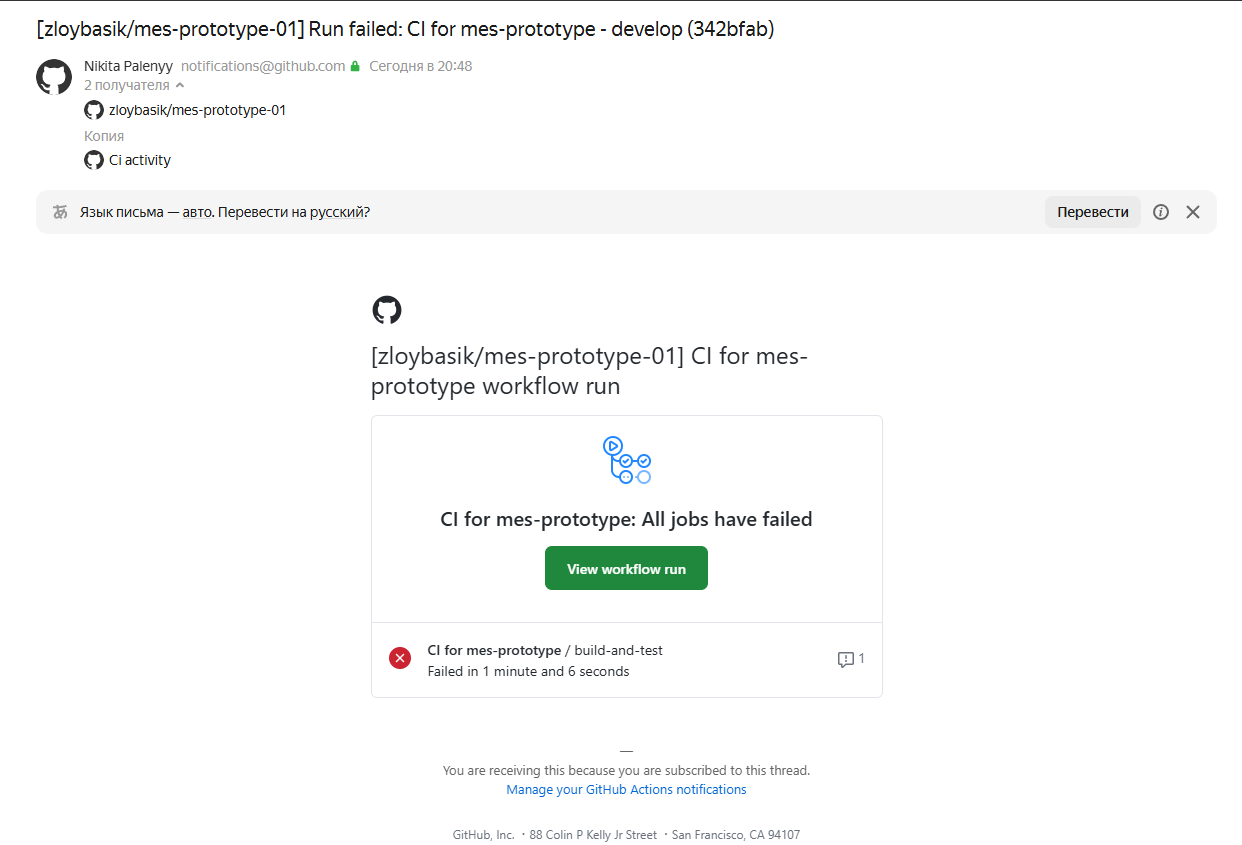 [zloybasik/mes-prototype-01] Run failed: CI for mes-prototype - develop (342bfab)
Nikita Palenyy notifications@github.com Сегодня в 20:48
2 получателя
zloybasik/mes-prototype-01
Копия
Ci activity
Язык письма — авто. Перевести на русский?
Перевести
[zloybasik/mes-prototype-01] CI for mes-
prototype workflow run
CI for mes-prototype: All jobs have failed
View workflow run
CI for mes-prototype / build-and-test
Failed in 1 minute and 6 seconds
1
—
You are receiving this because you are subscribed to this thread.
Manage your GitHub Actions notifications
GitHub, Inc. ・88 Colin P Kelly Jr Street ・San Francisco, CA 94107